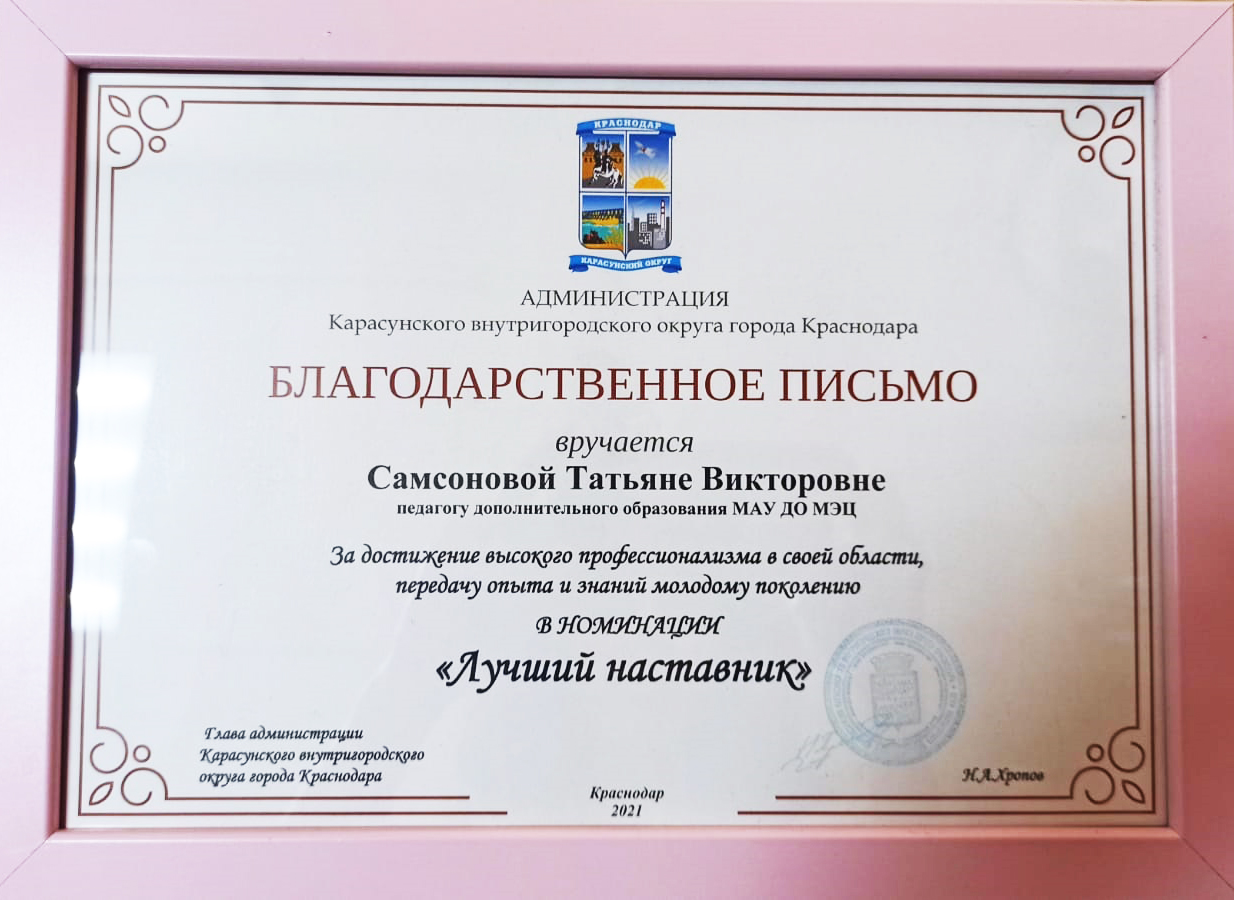 КРАСНОДАР
КАРАСУНСКИЙ ОКРУГ
АДМИНИСТРАЦИЯ
Карасунского внутригородского округа города Краснодара
БЛАГОДАРСТВЕННОЕ ПИСЬМО
вручается
Самсоновой Татьяне Викторовне
педагогу дополнительного образования МАУ ДО МЭЦ
За достижение высокого профессионализма в своей области,
передачу опыта и знаний молодому поколению
В НОМИНАЦИИ
«Лучший наставник»
Глава администрации
Карасунского внутригородского
округа города Краснодара
Н.А.Хропов
Краснодар
2021